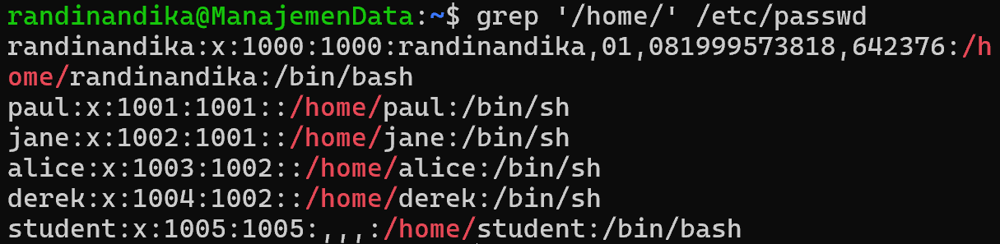 randinandika@ManajemenData:~$ grep '/home/' /etc/passwd
randinandika:x:1000:1000:randinandika,01,081999573818,642376:/h
ome/randinandika:/bin/bash
paul:x:1001:1001::/home/paul:/bin/sh
jane:x:1002:1001::/home/jane:/bin/sh
alice:x:1003:1002::/home/alice:/bin/sh
derek:x:1004:1002::/home/derek:/bin/sh
student:x:1005:1005:,,,:/home/student:/bin/bash